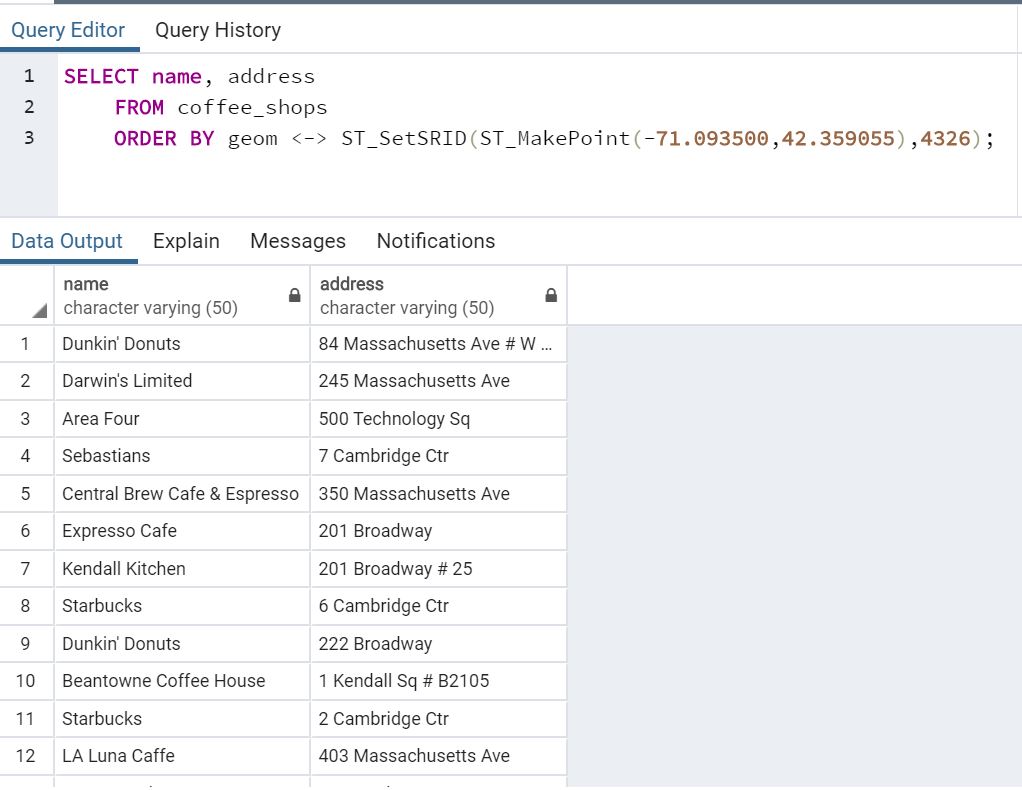 Query Editor Query History
1 SELECT name, address
2 FROM coffee_shops
3 ORDER BY geom <-> ST_SetSRID(ST_MakePoint(-71.093500,42.359055),4326);
Data Output Explain Messages Notifications
name address
character varying (50) character varying (50)
1 Dunkin' Donuts 84 Massachusetts Ave # W ...
2 Darwin's Limited 245 Massachusetts Ave
3 Area Four 500 Technology Sq
4 Sebastians 7 Cambridge Ctr
5 Central Brew Cafe & Espresso 350 Massachusetts Ave
6 Expresso Cafe 201 Broadway
7 Kendall Kitchen 201 Broadway # 25
8 Starbucks 6 Cambridge Ctr
9 Dunkin' Donuts 222 Broadway
10 Beantowne Coffee House 1 Kendall Sq # B2105
11 Starbucks 2 Cambridge Ctr
12 LA Luna Caffe 403 Massachusetts Ave